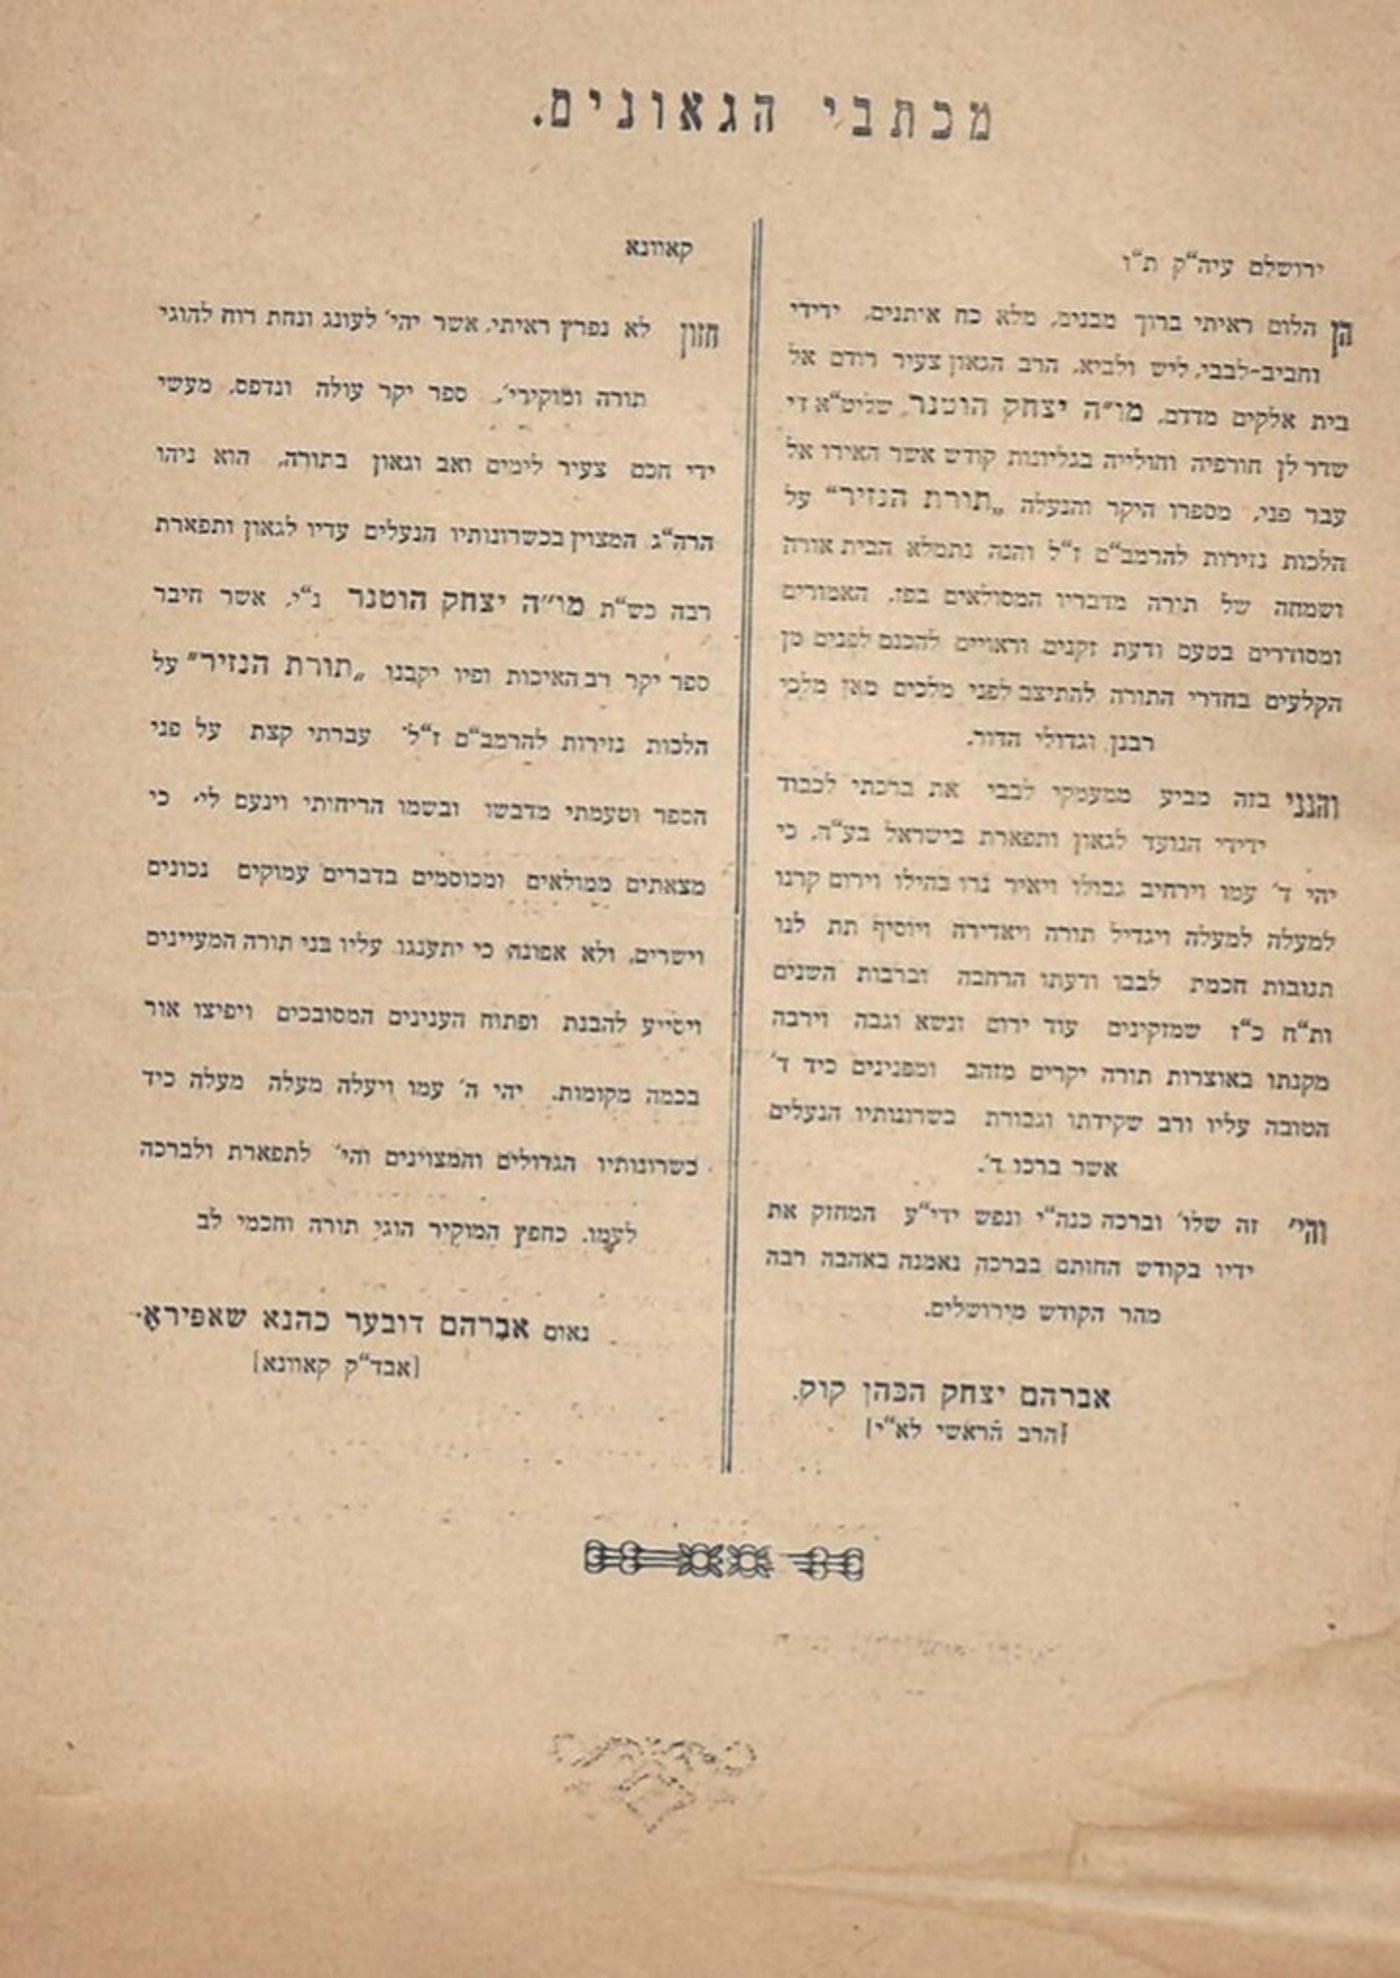 מכתבי הגאונים.
ירושלם עיה"ק ת"ו
הן הלום ראיתי ברוך מבנים, מלא כח איתנים, ידידי
וחביב-לבבי, ליש ולביא, הרב הגאון צעיר רודם אל
בית אלקים מדדם, מו"ה יצחק הוטנר שליט"א די
שדר לן חורפיה וחולייה בגליונות קודש אשר האירו אל
עבר פני, מספרו היקר והנעלה „תורת הנזיר" על
הלכות נזירות להרמב"ם ז"ל והנה נתמלא הבית אורה
ושמחה של תורה מדבריו המסולאים בפז, האמורים
ומסודרים בטעם ודעת זקנים וראויים להכנס לפנים מן
הקלעים בחדרי התורה להתיצב לפני מלכים מאן מלכי
רבנן וגדולי הדור.
והנני בזה מביע ממעמקי לבבי את ברכתי לכבוד
ידידי הנועד לגאון ותפארת בישראל בע"ה, כי
יהי ד' עמו וירחיב גבולו ויאיר נרו בהילו וירום קרנו
למעלה למעלה ויגדיל תורה ויאדירה ויוסיף תת לנו
תנובות חכמת לבבו ודעתו הרחבה וברבות השנים
ות"ח כ"ז שמזקינים עוד ירום ונשא וגבה וירבה
מקנתו באוצרות תורה יקרים מזהב ומפנינים כיד ד'
הטובה עליו ורב שקידתו וגבורת כשרונותיו הנעלים
אשר ברכו ד'.
והי' זה שלו' וברכה כנה"י ונפש ידי"ע המחזק את
ידיו בקודש החותם בברכה נאמנה באהבה רבה
מהר הקודש מירושלים.
אברהם יצחק הכהן קוק.
[הרב הראשי לא"י]
קאוונא
חזון לא נפרץ ראיתי, אשר יהי' לעונג ונחת רוח להוגי
תורה ומוקירי', ספר יקר עולה ונדפס, מעשי
ידי חכם צעיר לימים ואב וגאון בתורה, הוא ניהו
הרה"ג המצוין בכשרונותיו הנעלים עדיו לגאון ותפארת
רבה כש"ת מו"ה יצחק הוטנר נ"י, אשר חיבר
ספר יקר רב האיכות ופיו יקבנו „תורת הנזיר" על
הלכות נזירות להרמב"ם ז"ל עברתי קצת על פני
הספר וטעמתי מדבשו ובשמו הריחותי וינעם לי, כי
מצאתים ממולאים ומכוסמים בדברים עמוקים נכונים
וישרים, ולא אפונה כי יתענגו עליו בני תורה המעיינים
ויסייע להבנת ופתוח הענינים המסובכים ויפיצו אור
בכמה מקומות. יהי ה' עמו ויעלה מעלה מעלה כיד
כשרונותיו הגדולים והמצוינים והי' לתפארת ולברכה
לעמו. כחפץ המוקיר הוגי תורה וחכמי לב
נאום אברהם דובער כהנא שאפירא.
[אבד"ק קאוונא]